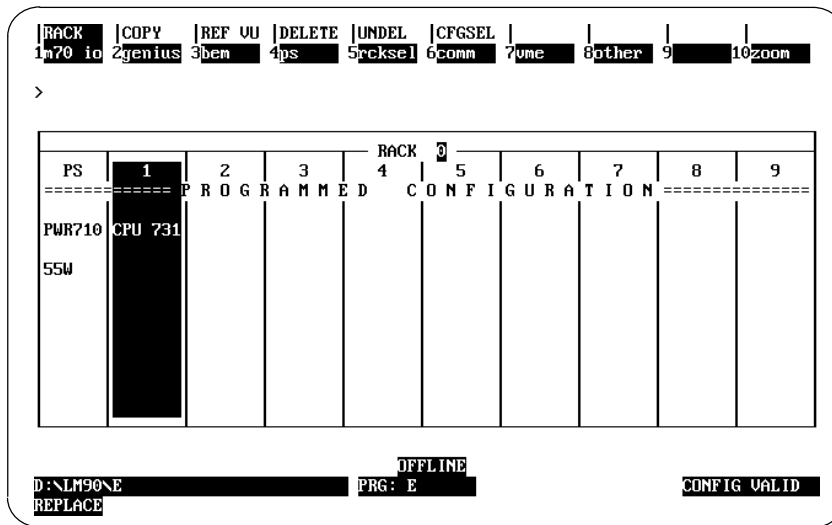 |RACK |COPY |REF VU |DELETE |UNDEL |CFGSEL | | | |
1m70 io 2genius 3bem 4ps 5rcksel 6comm 7vme 8other 9 10zoom
>
RACK 0
PS 1 2 3 4 5 6 7 8 9
============= P R O G R A M M E D C O N F I G U R A T I O N ===============
PWR710 CPU 731
55W
OFFLINE
D:\LM90\E PRG: E CONFIG VALID
REPLACE